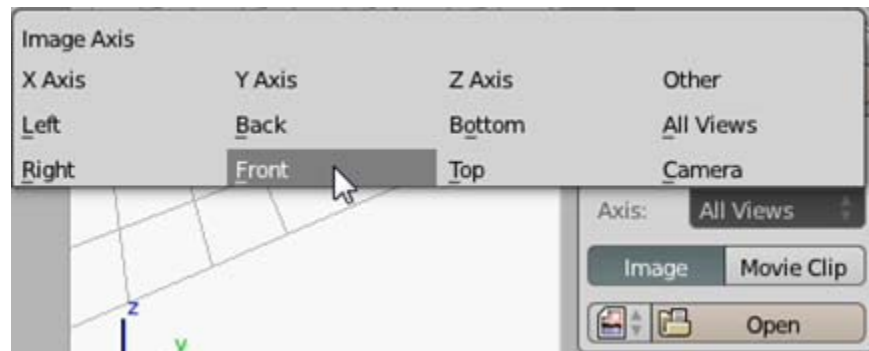 Image Axis
X Axis Y Axis Z Axis Other
Left Back Bottom All Views
Right Front Top Camera
Axis: All Views
Image Movie Clip
Open
z
y